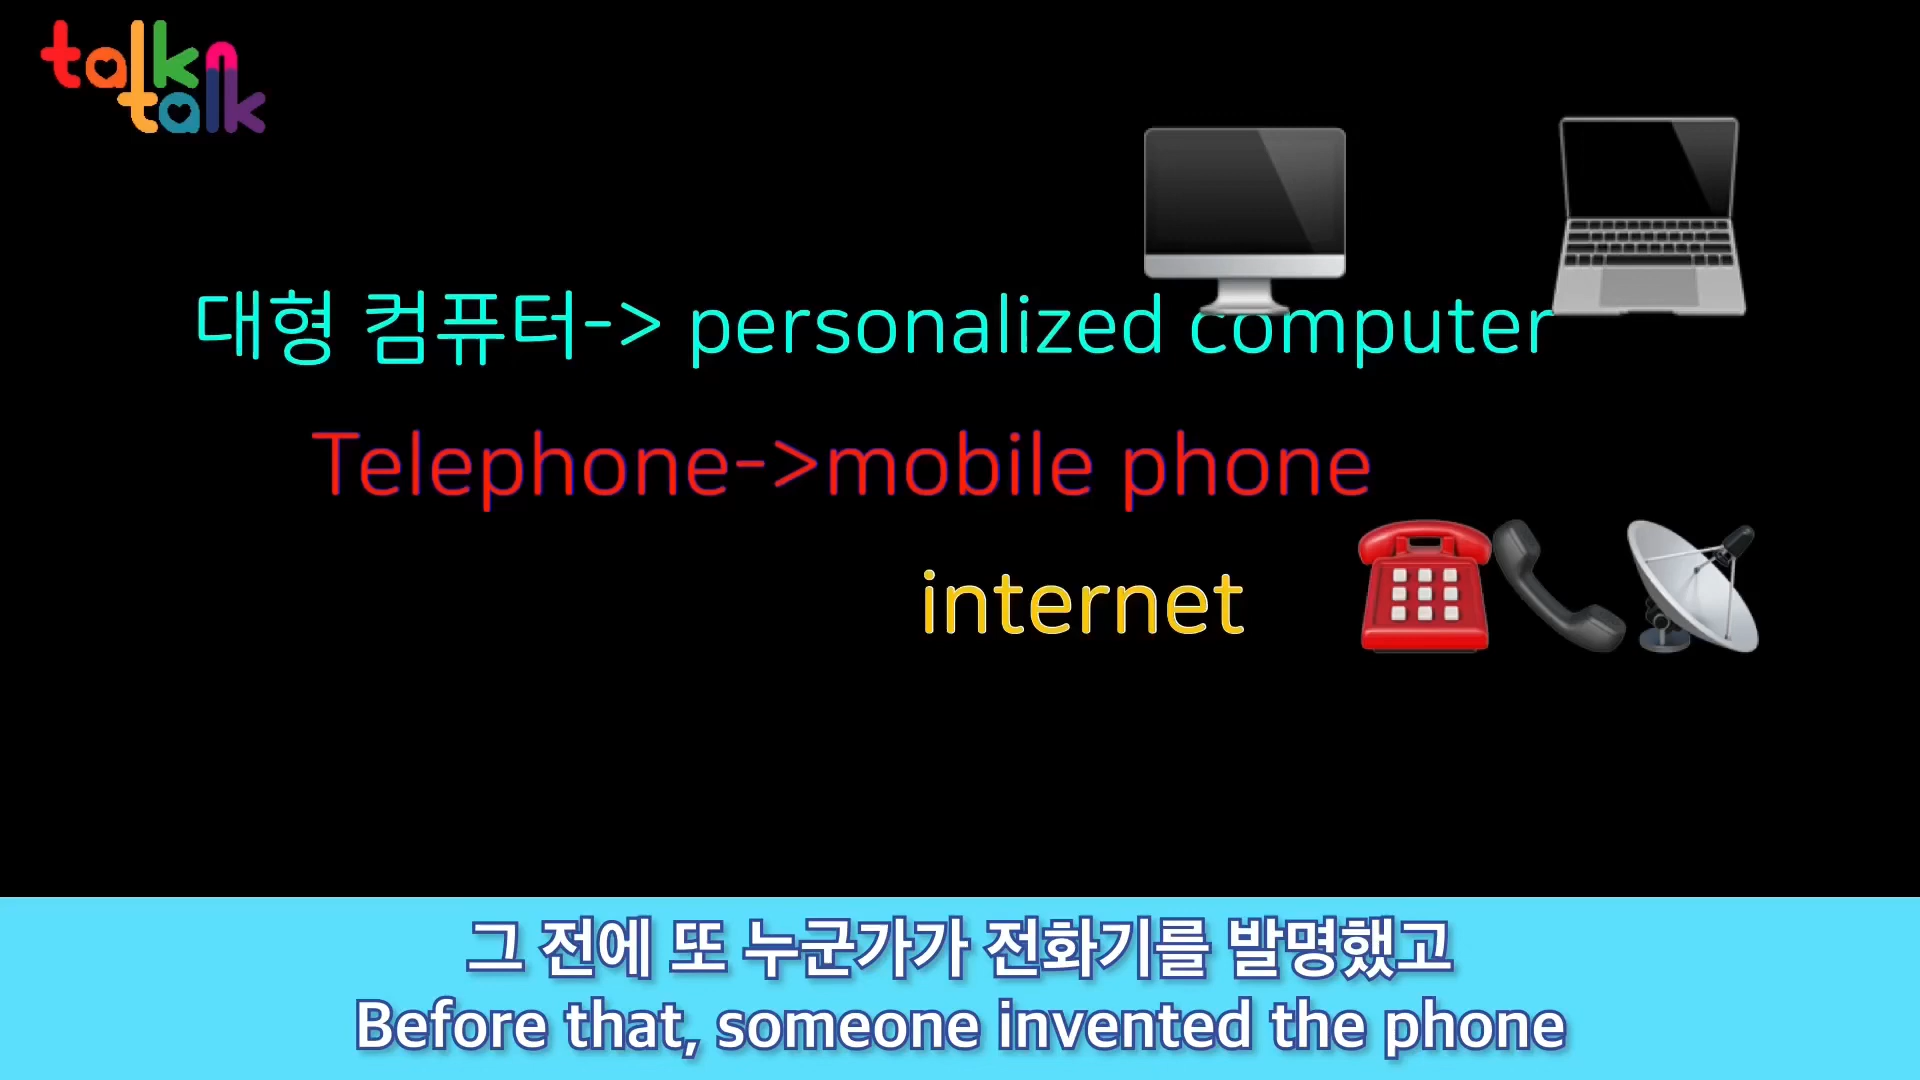 talk n
talk
대형 컴퓨터-> personalized computer
Telephone->mobile phone
internet
그 전에 또 누군가가 전화기를 발명했고
Before that, someone invented the phone